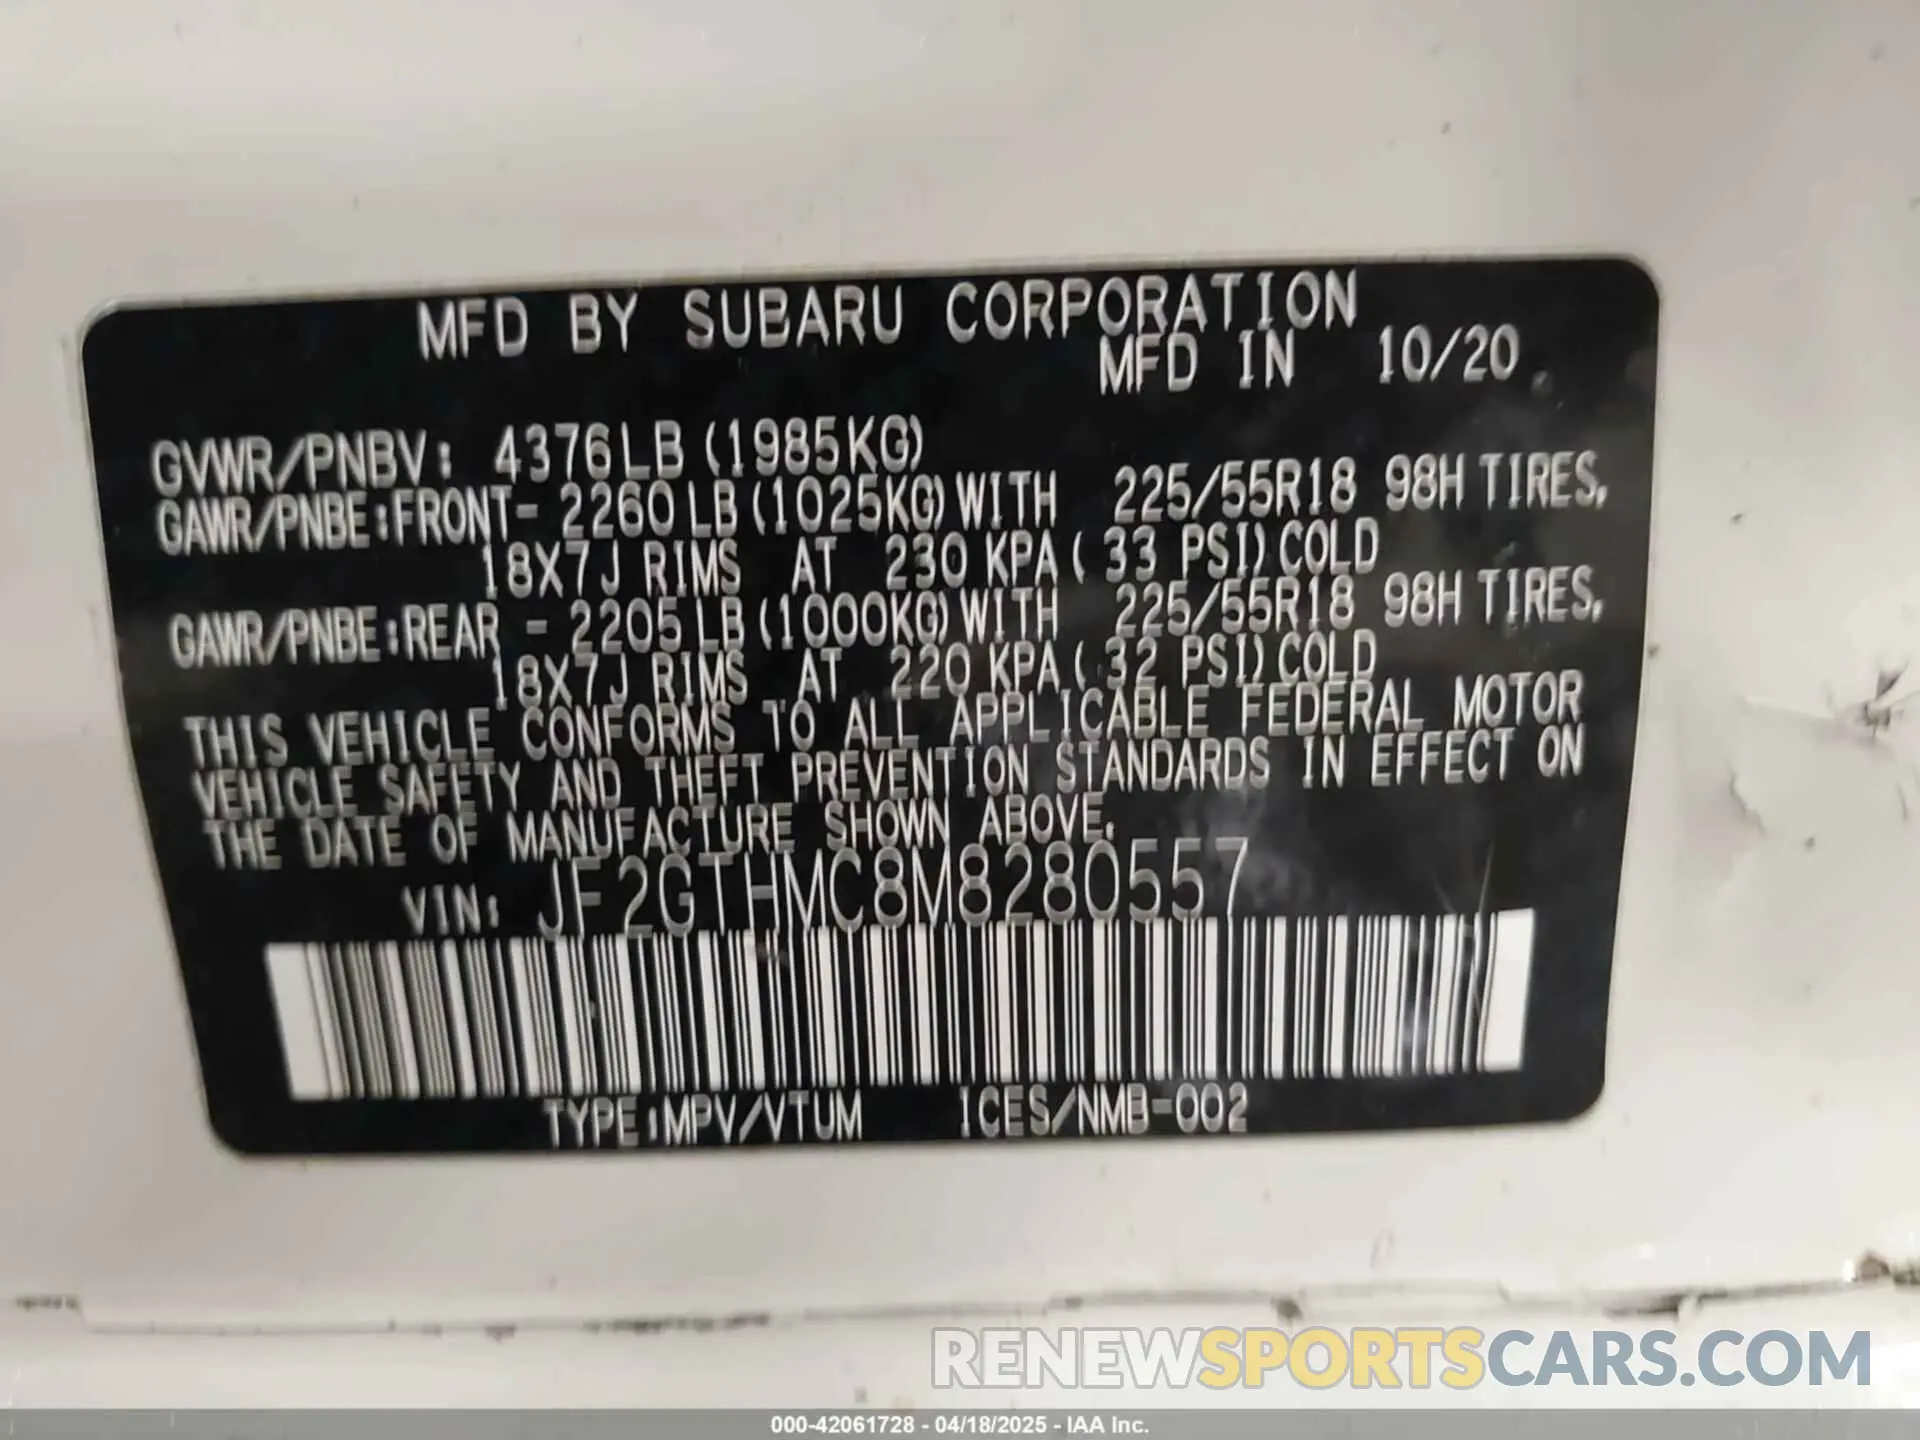 MFD BY SUBARU CORPORATION
MFD IN 10/20
GVWR/PNBV: 4376LB (1985KG)
GAWR/PNBE:FRONT- 2260LB (1025KG) WITH 225/55R18 98H TIRES,
18X7J RIMS AT 230 KPA ( 33 PSI) COLD
GAWR/PNBE:REAR - 2205LB (1000KG) WITH 225/55R18 98H TIRES,
18X7J RIMS AT 220 KPA ( 32 PSI) COLD
THIS VEHICLE CONFORMS TO ALL APPLICABLE FEDERAL MOTOR
VEHICLE SAFETY AND THEFT PREVENTION STANDARDS IN EFFECT ON
THE DATE OF MANUFACTURE SHOWN ABOVE.
VIN: JF2GTHMC8M8280557
TYPE:MPV/VTUM ICES/NMB-002
RENEWSPORTSCARS.COM
000-42061728 - 04/18/2025 - IAA Inc.